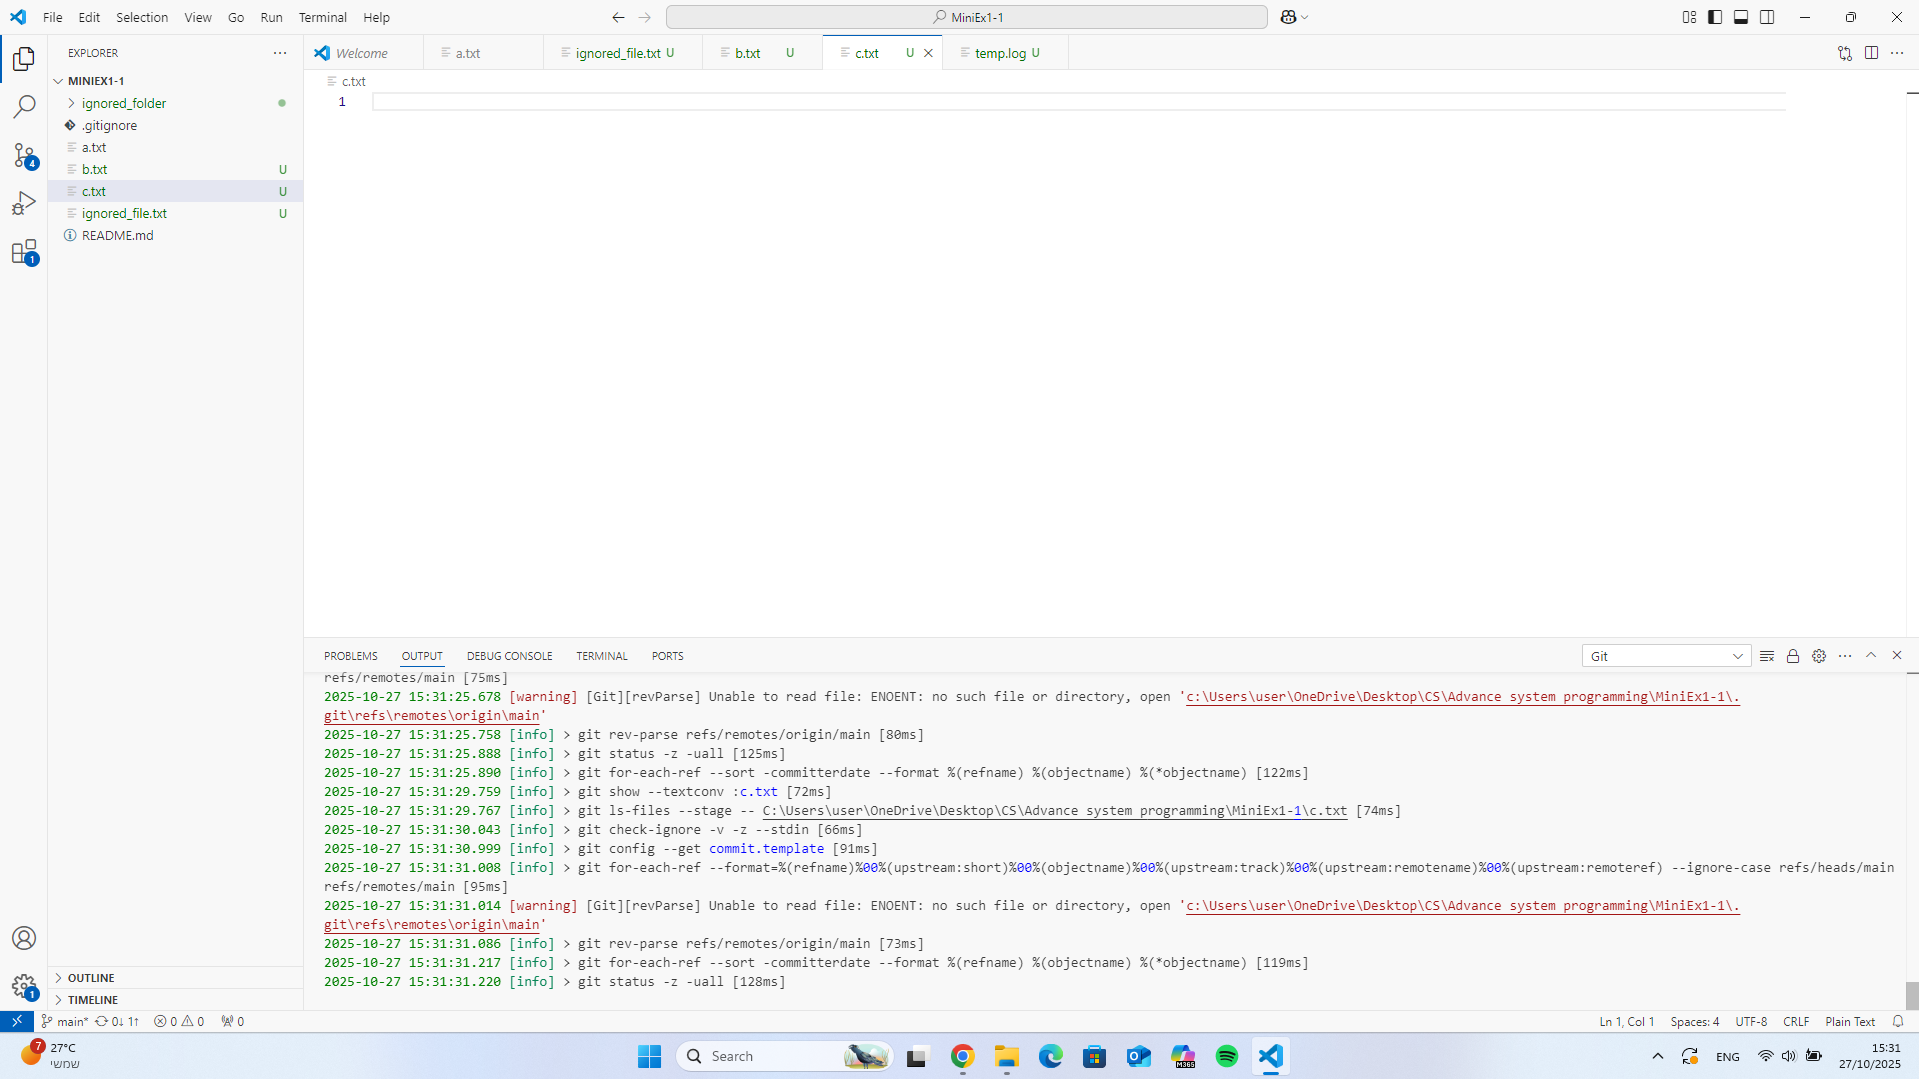 File Edit Selection View Go Run Terminal Help
MiniEx1-1
EXPLORER
MINIEX1-1
ignored_folder
.gitignore
a.txt
b.txt U
c.txt U
ignored_file.txt U
README.md
4
1
1
OUTLINE
TIMELINE
Welcome a.txt ignored_file.txt U b.txt U c.txt U temp.log U
c.txt
1
PROBLEMS OUTPUT DEBUG CONSOLE TERMINAL PORTS
Git
refs/remotes/main [75ms]
2025-10-27 15:31:25.678 [warning] [Git][revParse] Unable to read file: ENOENT: no such file or directory, open 'c:\Users\user\OneDrive\Desktop\CS\Advance system programming\MiniEx1-1\.
git\refs\remotes\origin\main'
2025-10-27 15:31:25.758 [info] > git rev-parse refs/remotes/origin/main [80ms]
2025-10-27 15:31:25.888 [info] > git status -z -uall [125ms]
2025-10-27 15:31:25.890 [info] > git for-each-ref --sort -committerdate --format %(refname) %(objectname) %(*objectname) [122ms]
2025-10-27 15:31:29.759 [info] > git show --textconv :c.txt [72ms]
2025-10-27 15:31:29.767 [info] > git ls-files --stage -- C:\Users\user\OneDrive\Desktop\CS\Advance system programming\MiniEx1-1\c.txt [74ms]
2025-10-27 15:31:30.043 [info] > git check-ignore -v -z --stdin [66ms]
2025-10-27 15:31:30.999 [info] > git config --get commit.template [91ms]
2025-10-27 15:31:31.008 [info] > git for-each-ref --format=%(refname)%00%(upstream:short)%00%(objectname)%00%(upstream:track)%00%(upstream:remotename)%00%(upstream:remoteref) --ignore-case refs/heads/main
refs/remotes/main [95ms]
2025-10-27 15:31:31.014 [warning] [Git][revParse] Unable to read file: ENOENT: no such file or directory, open 'c:\Users\user\OneDrive\Desktop\CS\Advance system programming\MiniEx1-1\.
git\refs\remotes\origin\main'
2025-10-27 15:31:31.086 [info] > git rev-parse refs/remotes/origin/main [73ms]
2025-10-27 15:31:31.217 [info] > git for-each-ref --sort -committerdate --format %(refname) %(objectname) %(*objectname) [119ms]
2025-10-27 15:31:31.220 [info] > git status -z -uall [128ms]
main* 0↓ 1↑ 0 0 0 Ln 1, Col 1 Spaces: 4 UTF-8 CRLF Plain Text
7
27°C
שמשי
Search
M365
ENG
15:31
27/10/2025